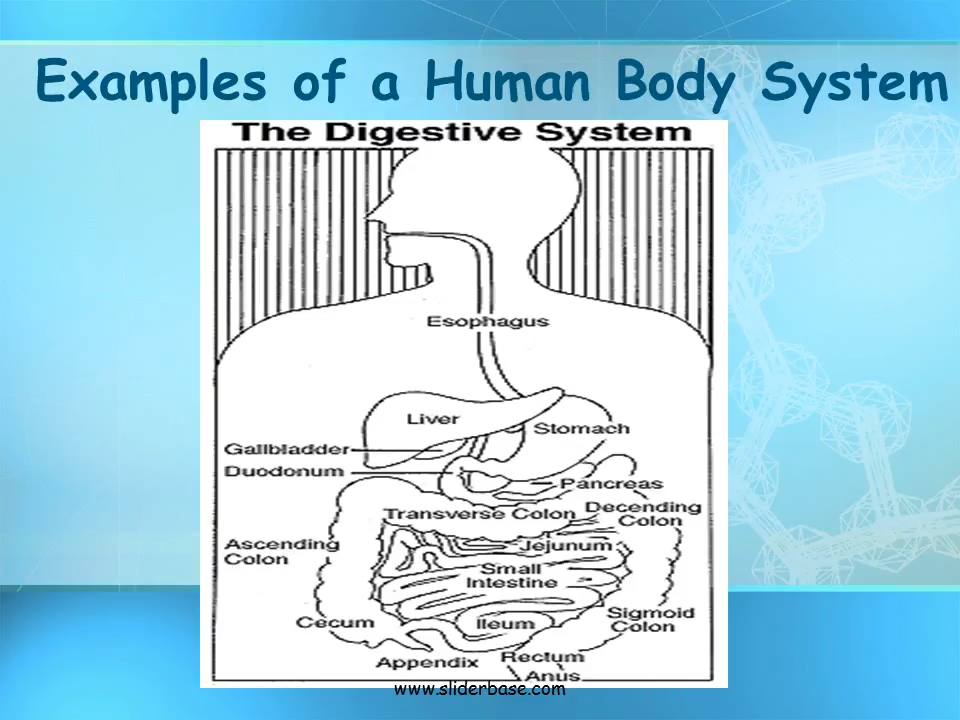 Examples of a Human Body System
The Digestive System
Esophagus
Liver
Stomach
Gallbladder
Duodonum
Pancreas
Transverse Colon
Decending
Colon
Ascending
Colon
Jejunum
Small
Intestine
Cecum
Ileum
Sigmoid
Colon
Appendix
Rectum
Anus
www.sliderbase.com